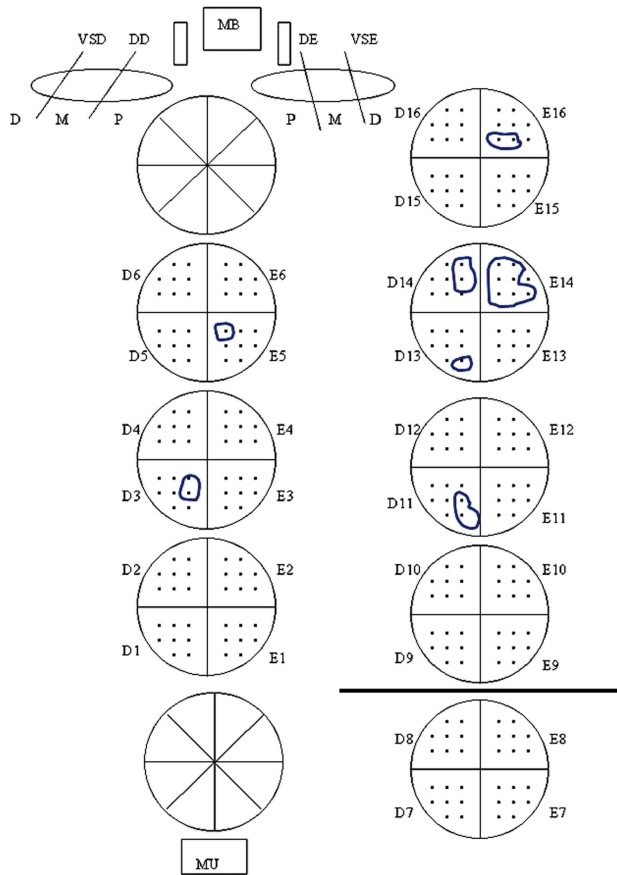 MB
VSD DD DE VSE
D M P P M D
D16 E16
D15 E15
D6 E6 D14 E14
D5 E5 D13 E13
D4 E4 D12 E12
D3 E3 D11 E11
D2 E2 D10 E10
D1 E1 D9 E9
D8 E8
D7 E7
MU